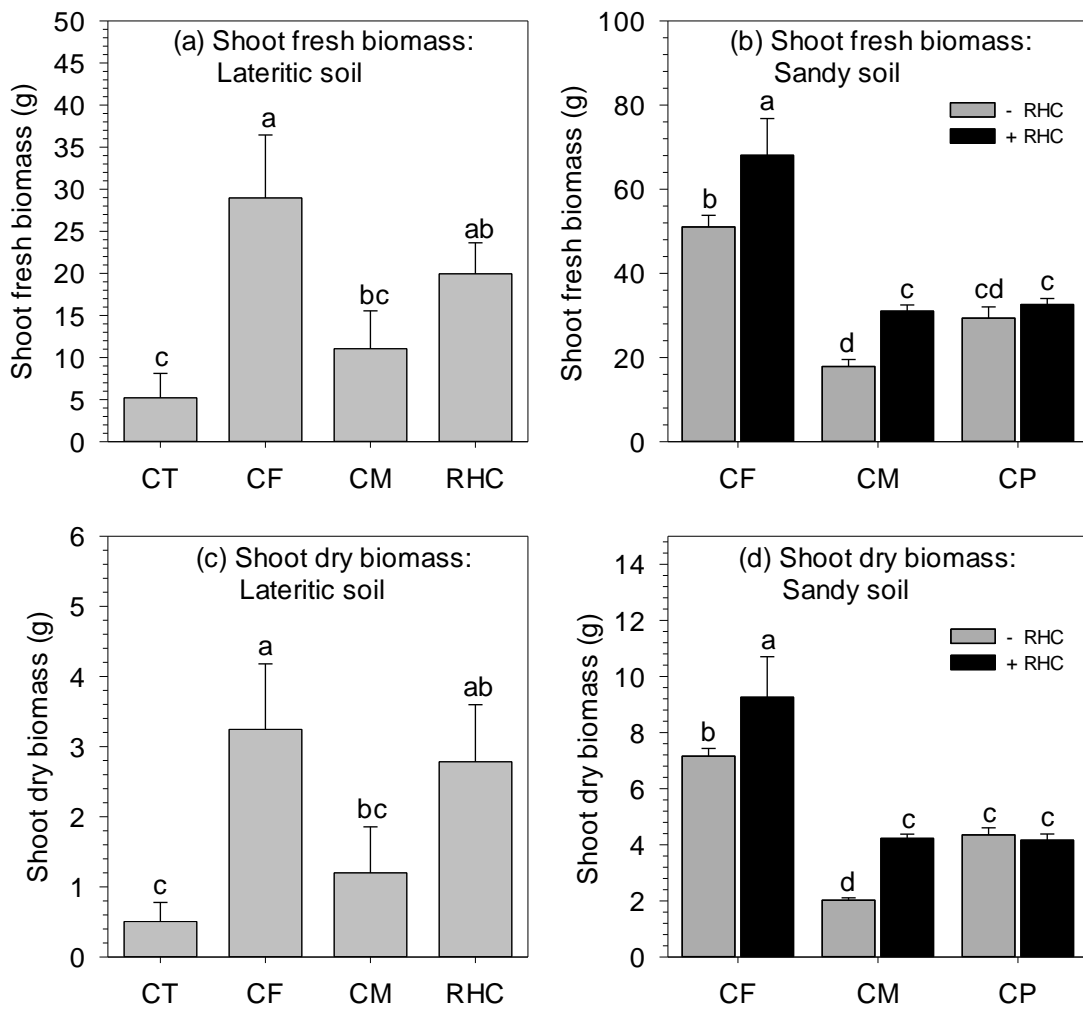 (a) Shoot fresh biomass:
Lateritic soil
Shoot fresh biomass (g)
50
45
40
35
30
25
20
15
10
5
0
c
a
bc
ab
CT CF CM RHC
(b) Shoot fresh biomass:
Sandy soil
- RHC
+ RHC
Shoot fresh biomass (g)
100
80
60
40
20
0
b
a
d
c
cd
c
CF CM CP
(c) Shoot dry biomass:
Lateritic soil
Shoot dry biomass (g)
6
5
4
3
2
1
0
c
a
bc
ab
CT CF CM RHC
(d) Shoot dry biomass:
Sandy soil
- RHC
+ RHC
Shoot dry biomass (g)
14
12
10
8
6
4
2
0
b
a
d
c
c
c
CF CM CP